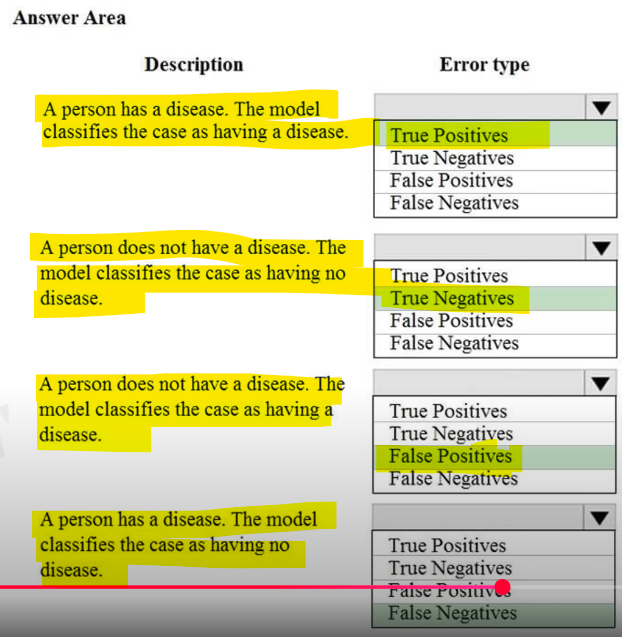 Answer Area
Description
Error type
A person has a disease. The model
classifies the case as having a disease.
True Positives
True Negatives
False Positives
False Negatives
A person does not have a disease. The
model classifies the case as having no
disease.
True Positives
True Negatives
False Positives
False Negatives
A person does not have a disease. The
model classifies the case as having a
disease.
True Positives
True Negatives
False Positives
False Negatives
A person has a disease. The model
classifies the case as having no
disease.
True Positives
True Negatives
False Positives
False Negatives